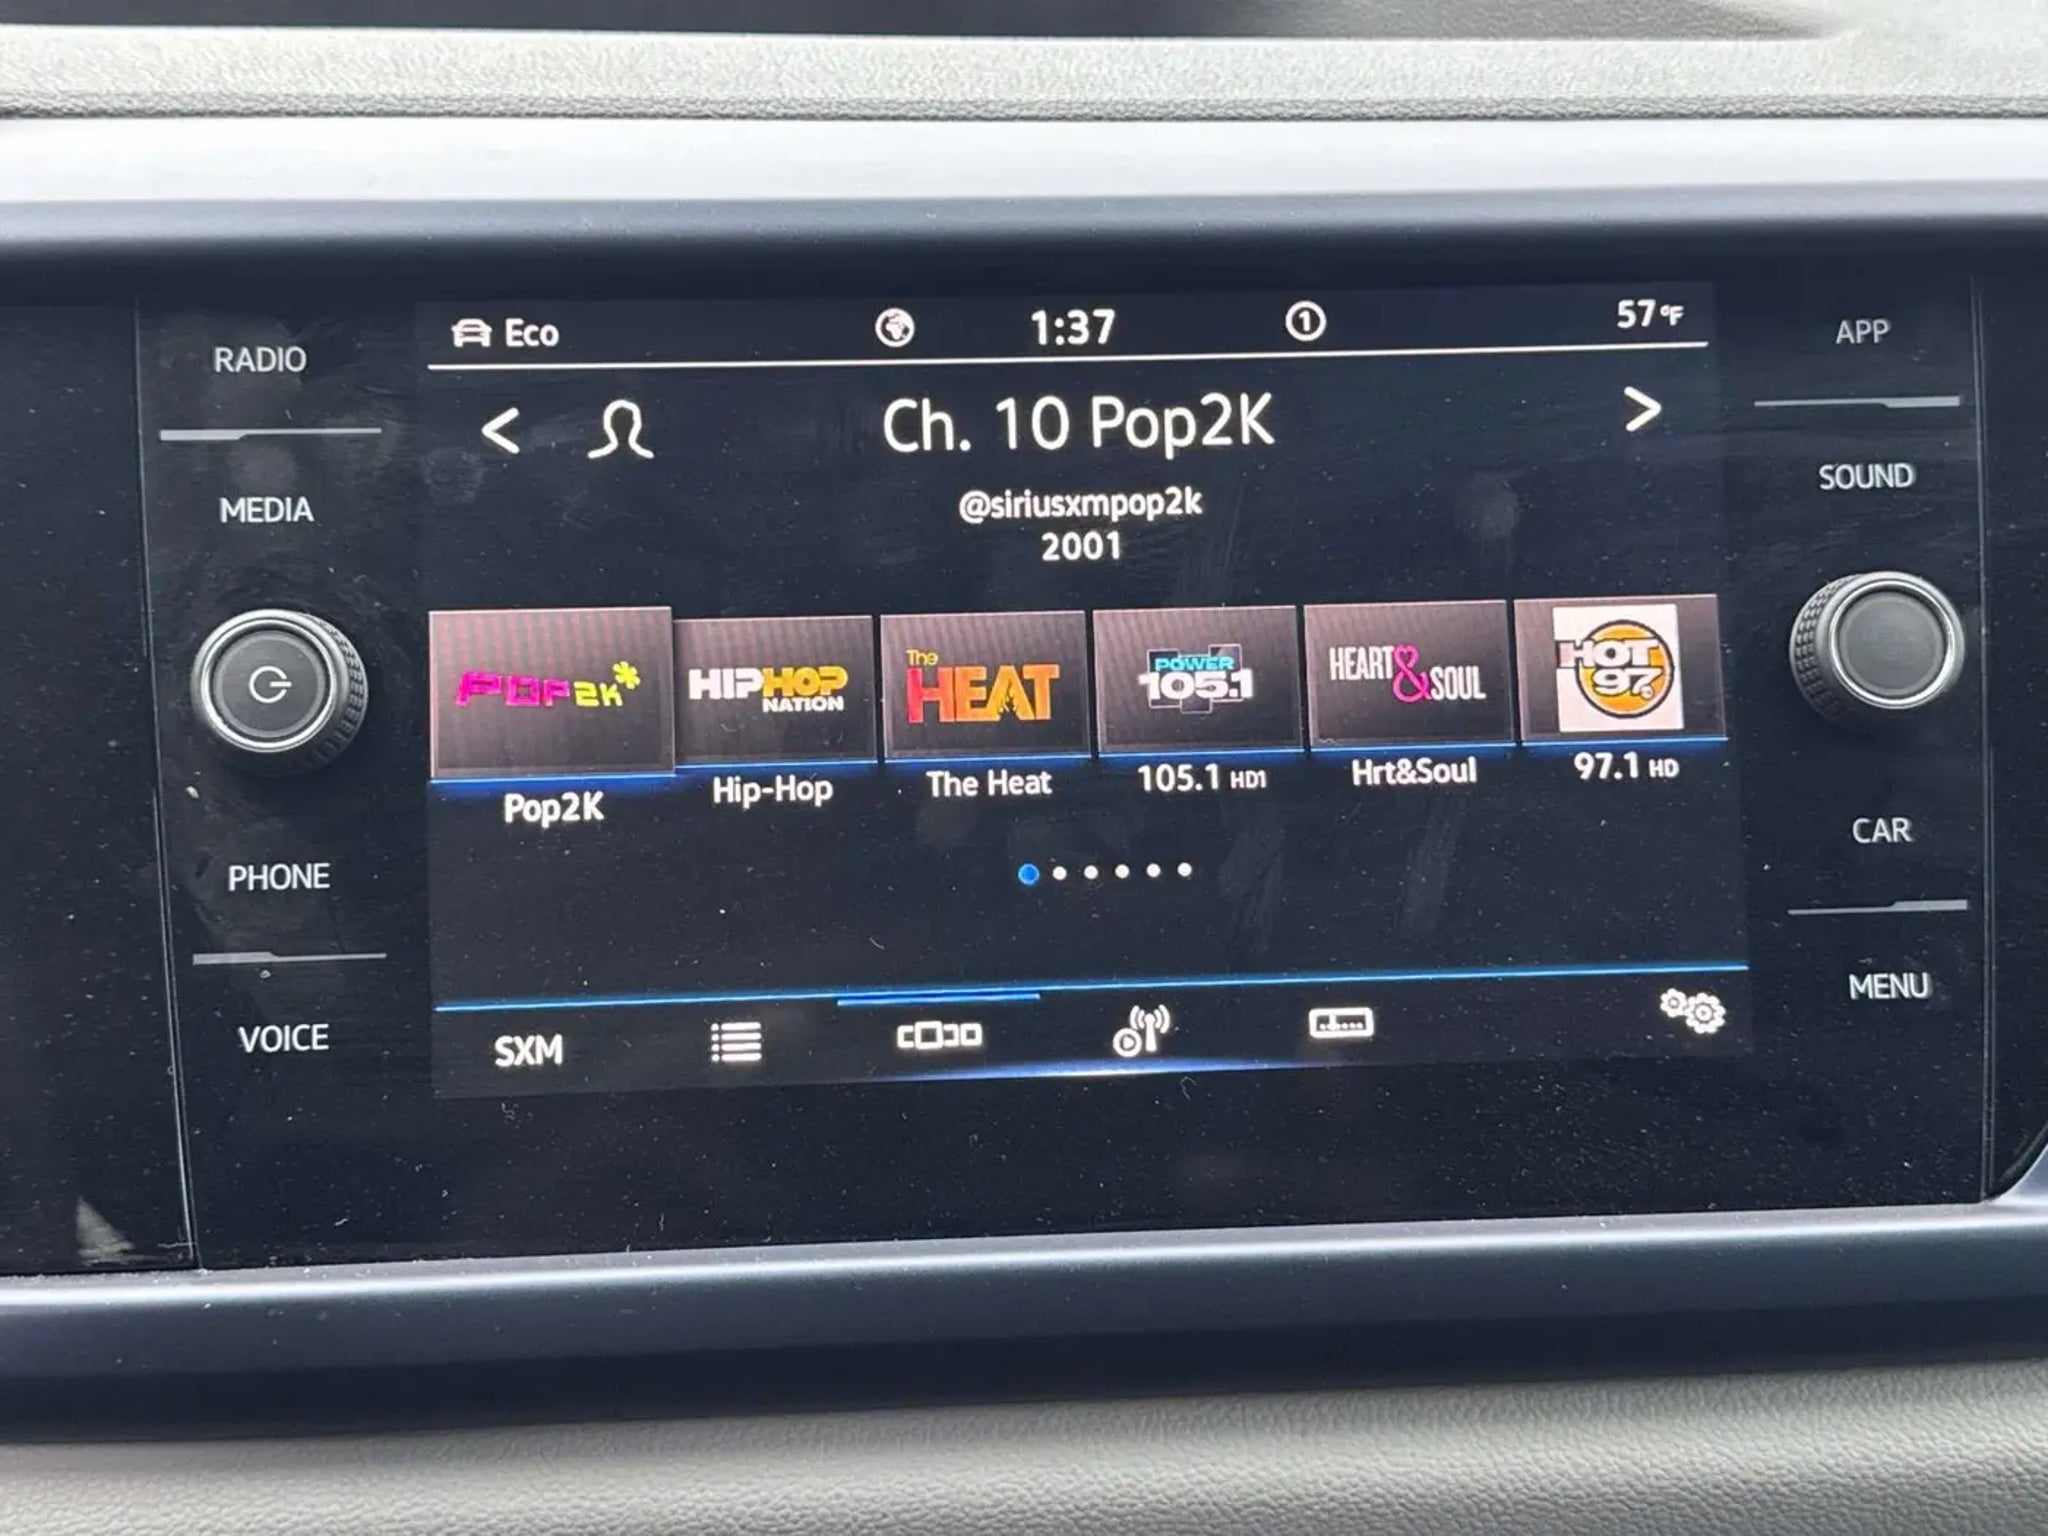 Eco 1:37 1 57°F
RADIO
APP
Ch. 10 Pop2K
MEDIA
SOUND
@siriusxmpop2k
2001
POP2K*
HIPHOP
NATION
The
HEAT
POWER
105.1
HEART&SOUL
HOT
97
Pop2K Hip-Hop The Heat 105.1 HD1 Hrt&Soul 97.1 HD
PHONE
CAR
VOICE
MENU
SXM